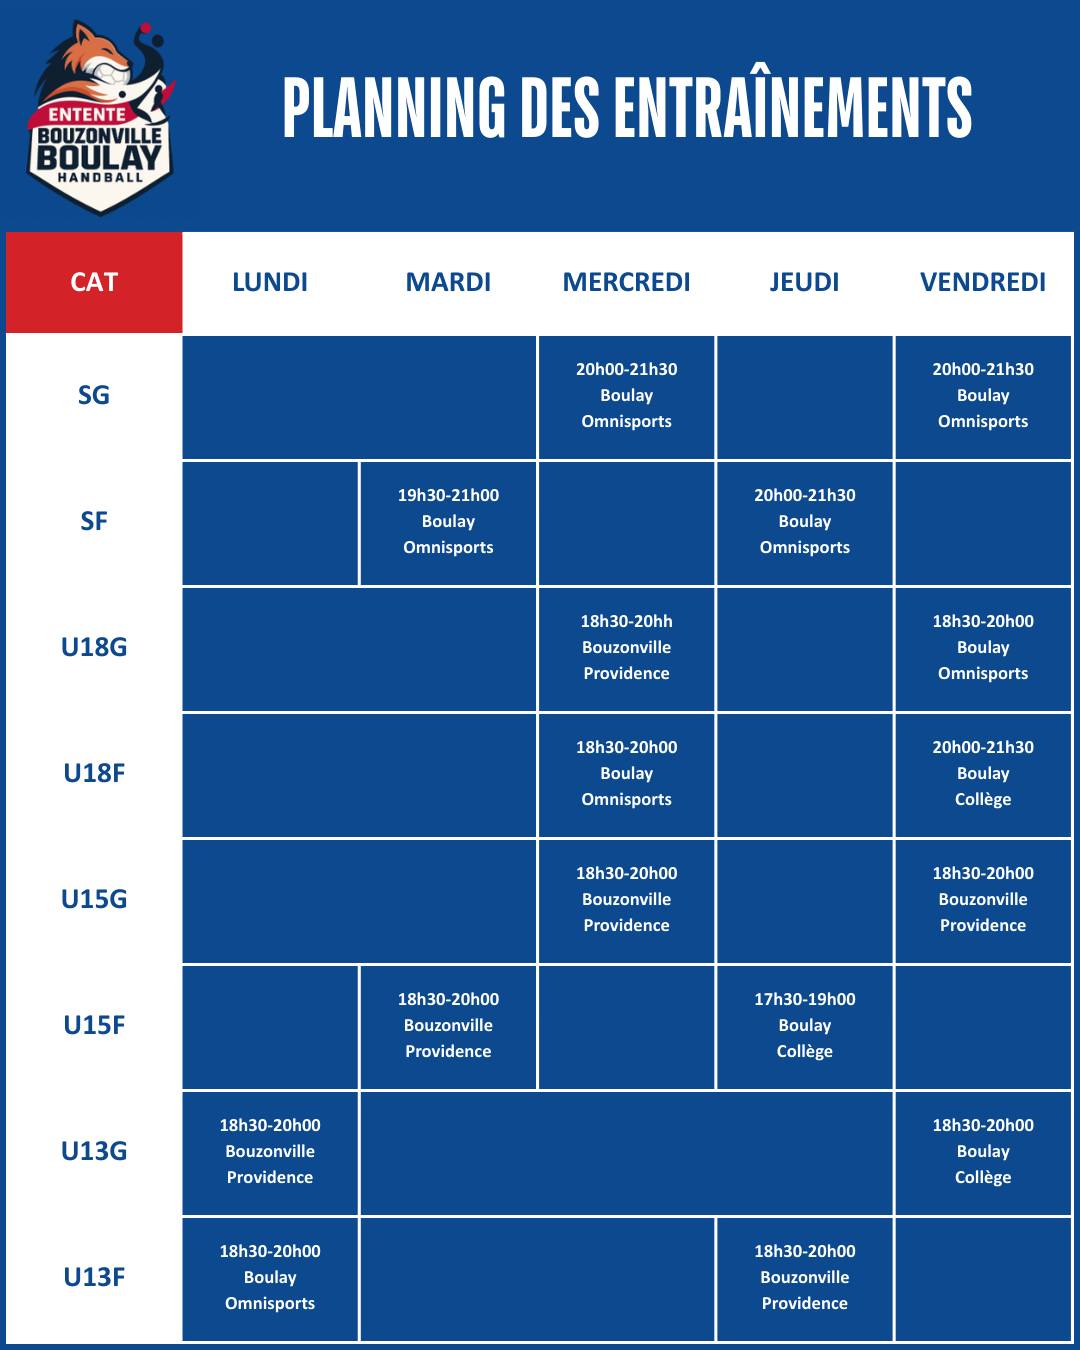 ENTENTE
BOUZONVILLE
BOULAY
HANDBALL
PLANNING DES ENTRAÎNEMENTS
CAT
LUNDI
MARDI
MERCREDI
JEUDI
VENDREDI
SG
20h00-21h30
Boulay
Omnisports
20h00-21h30
Boulay
Omnisports
SF
19h30-21h00
Boulay
Omnisports
20h00-21h30
Boulay
Omnisports
U18G
18h30-20hh
Bouzonville
Providence
18h30-20h00
Boulay
Omnisports
U18F
18h30-20h00
Boulay
Omnisports
20h00-21h30
Boulay
Collège
U15G
18h30-20h00
Bouzonville
Providence
18h30-20h00
Bouzonville
Providence
U15F
18h30-20h00
Bouzonville
Providence
17h30-19h00
Boulay
Collège
U13G
18h30-20h00
Bouzonville
Providence
18h30-20h00
Boulay
Collège
U13F
18h30-20h00
Boulay
Omnisports
18h30-20h00
Bouzonville
Providence